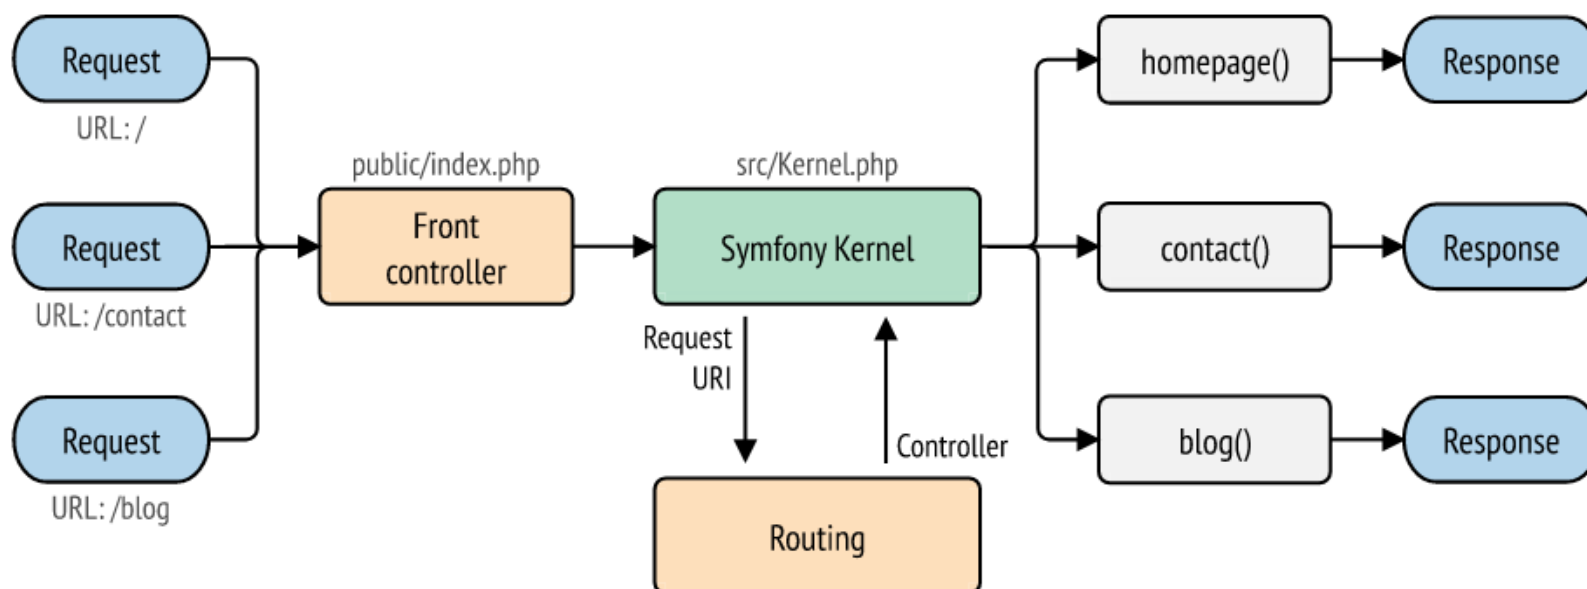 Request
URL: /
Request
URL: /contact
Request
URL: /blog
public/index.php
Front
controller
src/Kernel.php
Symfony Kernel
Request
URI
Controller
Routing
homepage()
Response
contact()
Response
blog()
Response